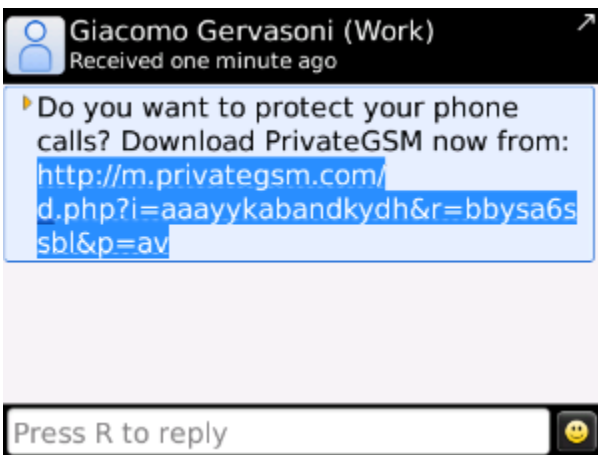 Giacomo Gervasoni (Work)
Received one minute ago
Do you want to protect your phone
calls? Download PrivateGSM now from:
http://m.privategsm.com/
d.php?i=aaayykabandkydh&r=bbysa6s
sbl&p=av
Press R to reply